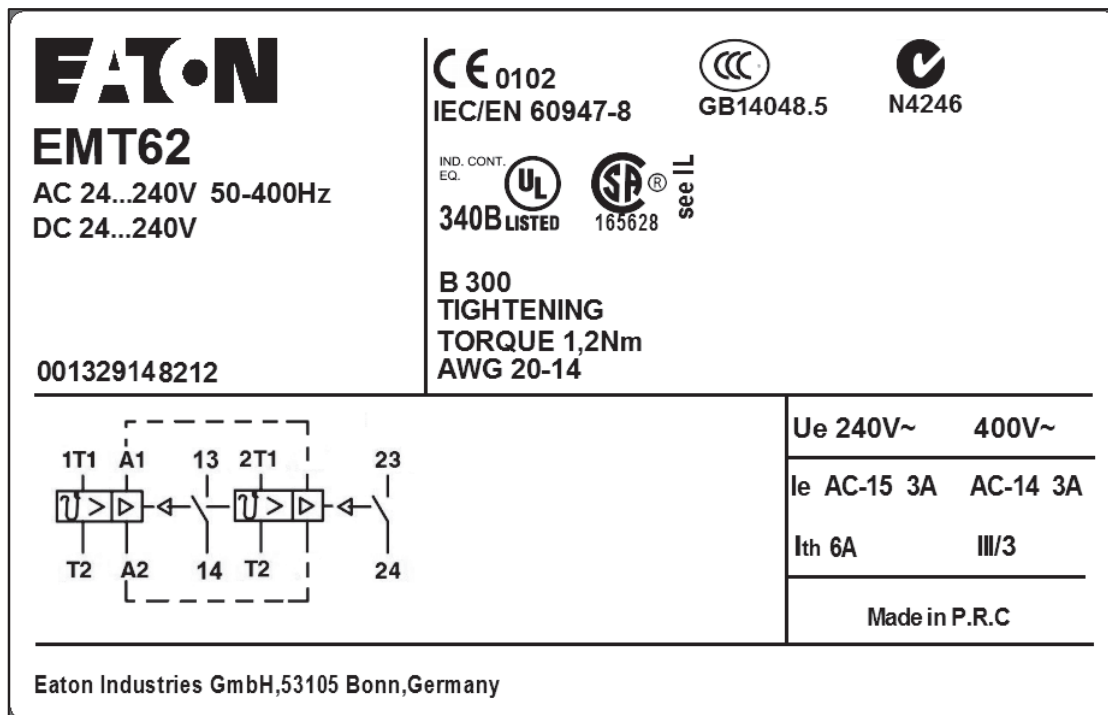 EATON
EMT62
AC 24...240V 50-400Hz
DC 24...240V
001329148212
CE 0102
IEC/EN 60947-8
CCC
GB14048.5
N4246
IND. CONT.
EQ.
340B
UL
LISTED
SA ®
165628
see IL
B 300
TIGHTENING
TORQUE 1,2Nm
AWG 20-14
1T1 A1 13 2T1 23
T2 A2 14 T2 24
Ue 240V~ 400V~
Ie AC-15 3A AC-14 3A
Ith 6A III/3
Made in P.R.C
Eaton Industries GmbH,53105 Bonn,Germany